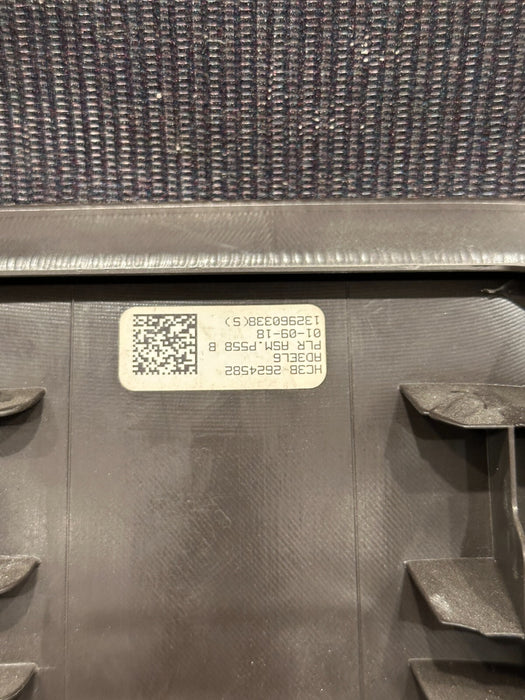 HC3B 2624582
AD3EL6
PLR ASM.P558 B
01-09-18
132960338(S)